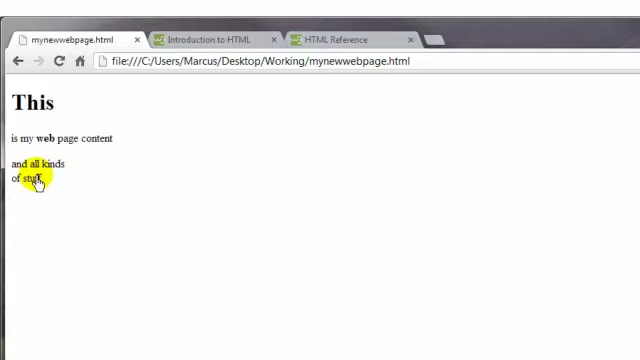 mynewwebpage.html
Introduction to HTML
HTML Reference
file:///C:/Users/Marcus/Desktop/Working/mynewwebpage.html
This
is my web page content
and all kinds
of stuff